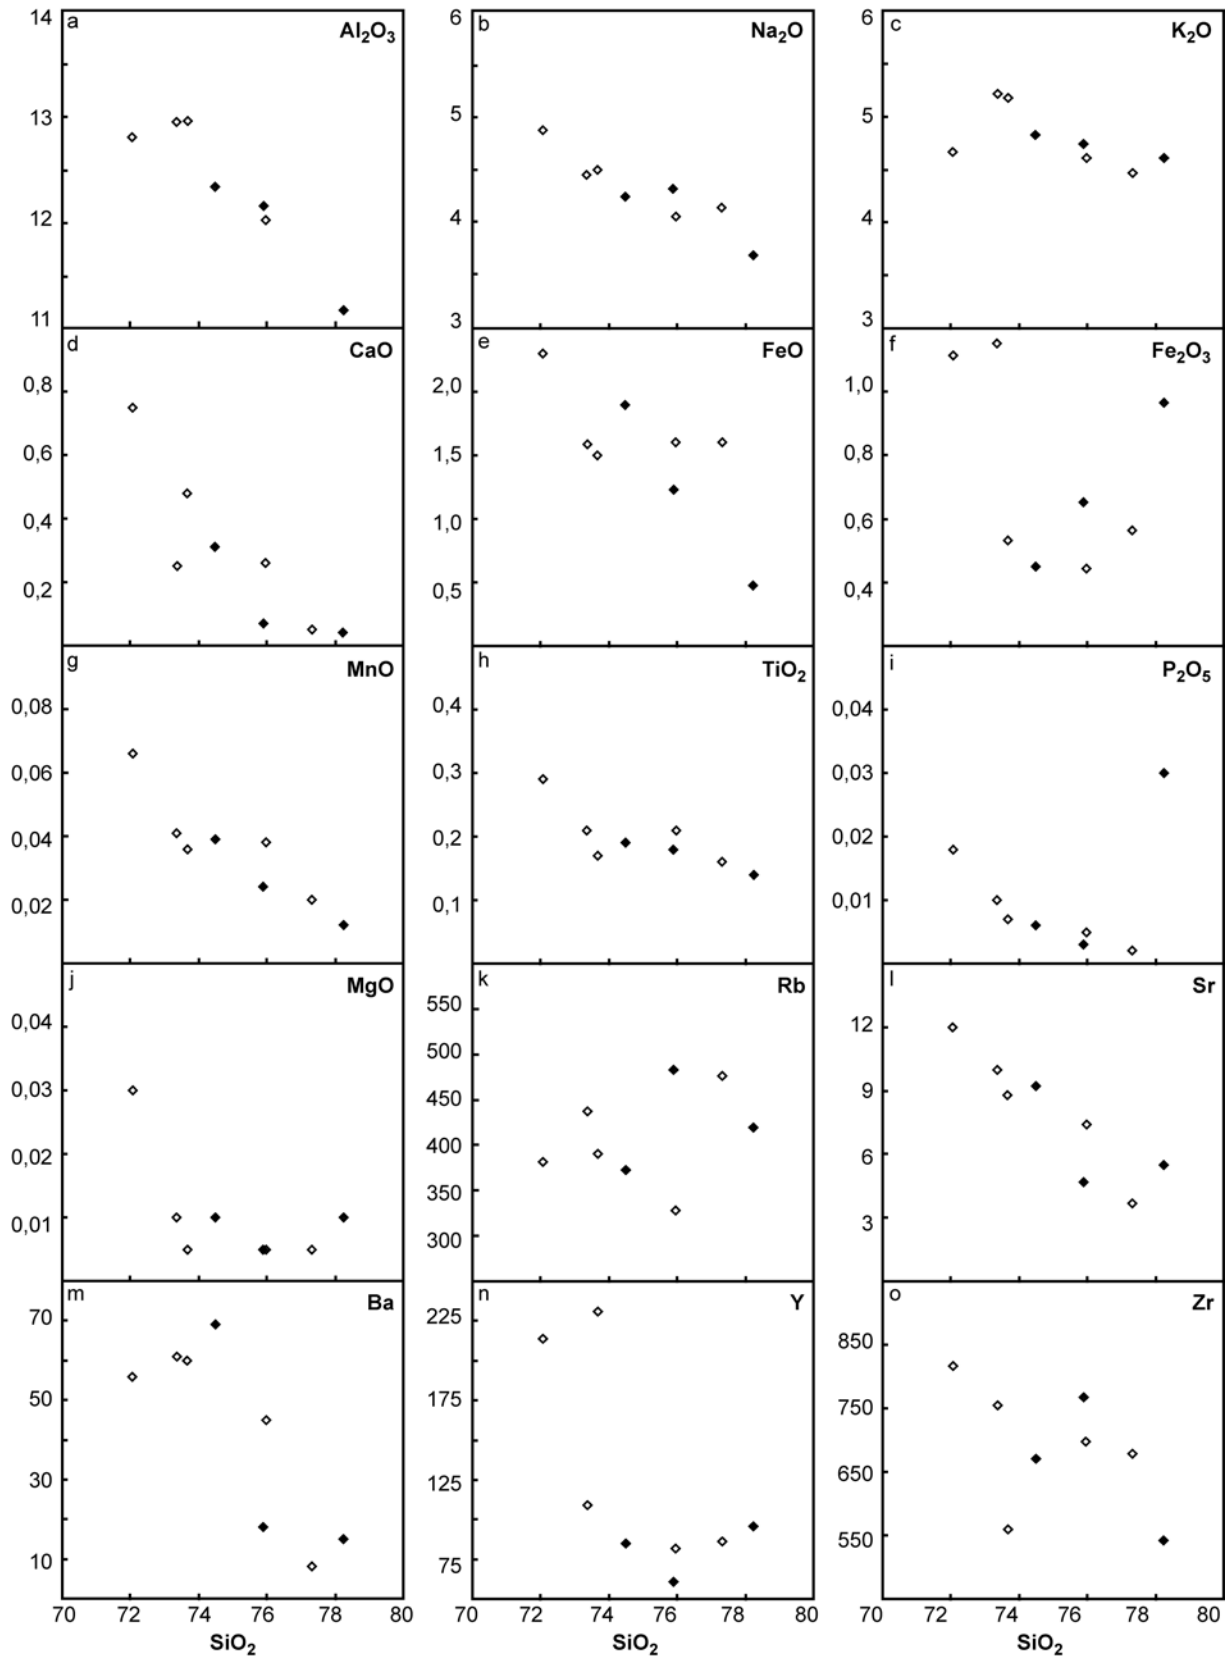 a Al₂O₃
14
13
12
11
b Na₂O
6
5
4
3
c K₂O
6
5
4
3
d CaO
0,8
0,6
0,4
0,2
e FeO
2,0
1,5
1,0
0,5
f Fe₂O₃
1,0
0,8
0,6
0,4
g MnO
0,08
0,06
0,04
0,02
h TiO₂
0,4
0,3
0,2
0,1
i P₂O₅
0,04
0,03
0,02
0,01
j MgO
0,04
0,03
0,02
0,01
k Rb
550
500
450
400
350
300
l Sr
12
9
6
3
m Ba
70
50
30
10
n Y
225
175
125
75
o Zr
850
750
650
550
70 72 74 76 78 80
SiO₂
70 72 74 76 78 80
SiO₂
70 72 74 76 78 80
SiO₂